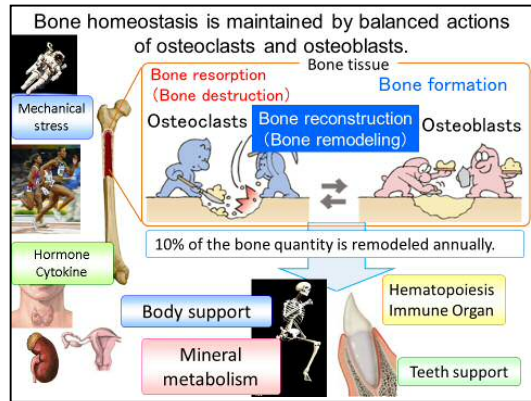 Bone homeostasis is maintained by balanced actions
of osteoclasts and osteoblasts.
Bone tissue
Bone resorption
(Bone destruction)
Bone formation
Mechanical
stress
Osteoclasts
Bone reconstruction
(Bone remodeling)
Osteoblasts
10% of the bone quantity is remodeled annually.
Hormone
Cytokine
Body support
Hematopoiesis
Immune Organ
Mineral
metabolism
Teeth support